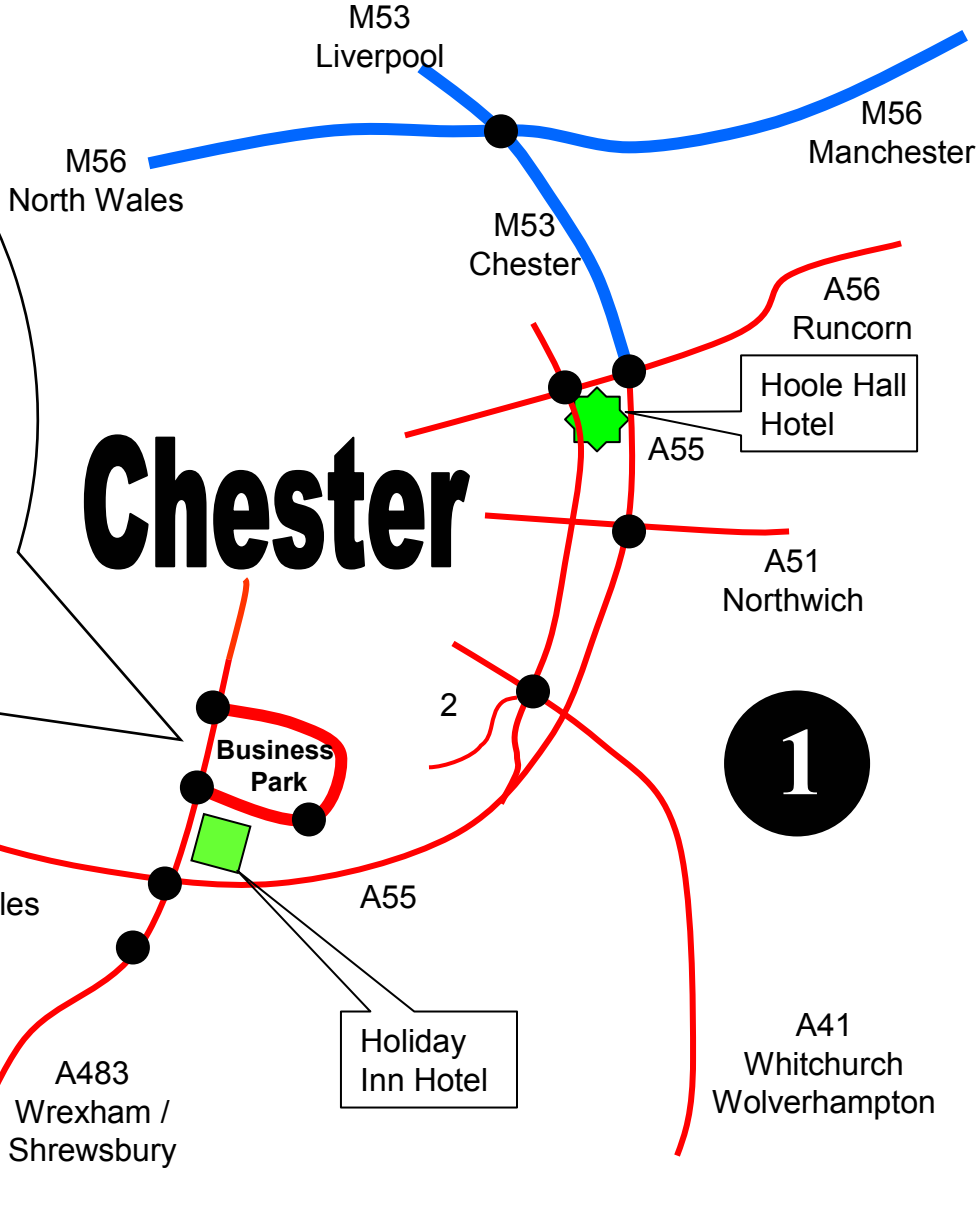 M53
Liverpool
M56
Manchester
M56
North Wales
M53
Chester
A56
Runcorn
Hoole Hall
Hotel
A55
Chester
A51
Northwich
2
Business
Park
1
les
A55
Holiday
Inn Hotel
A41
Whitchurch
Wolverhampton
A483
Wrexham /
Shrewsbury